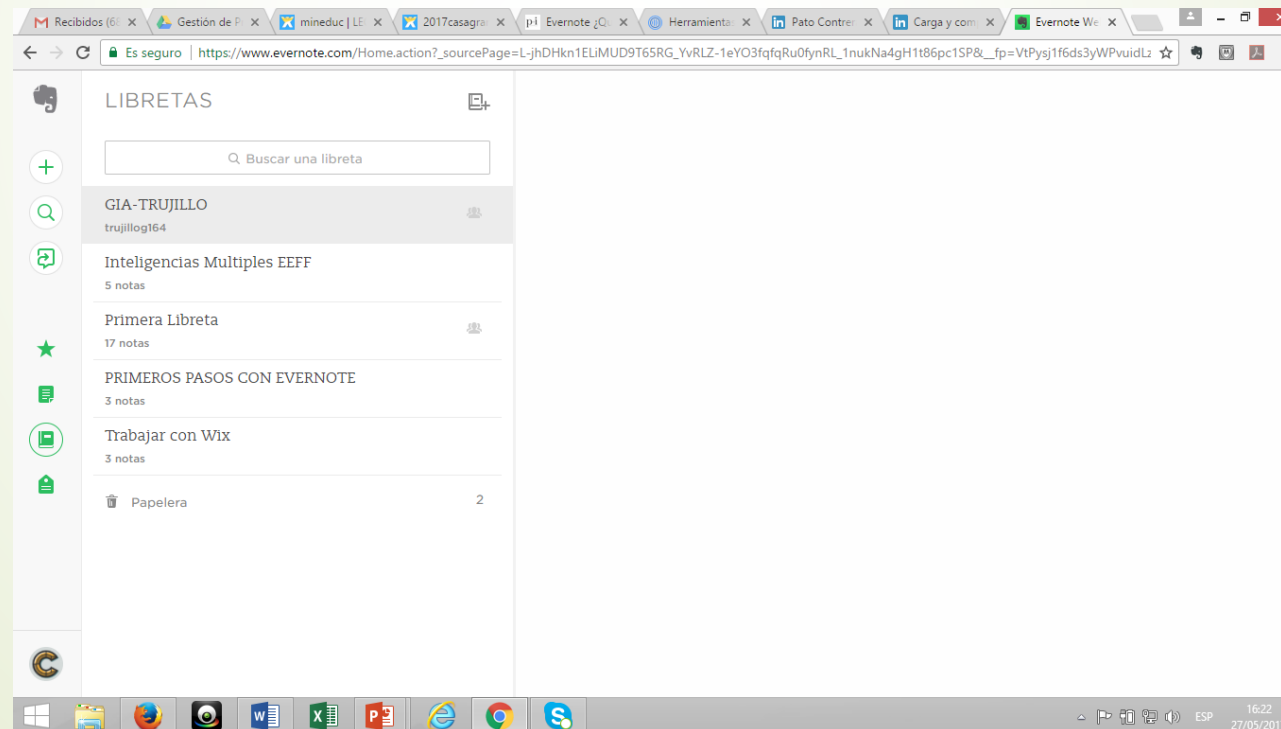 Recibidos (6
Gestión de P
mineduc | LE
2017casagra
pi Evernote ¿Q
Herramienta
in Pato Contre
in Carga y com
Evernote We
Es seguro | https://www.evernote.com/Home.action?_sourcePage=L-jhDHkn1ELiMUD9T65RG_YvRLZ-1eYO3fqfqRu0fynRL_1nukNa4gH1t86pc1SP&__fp=VtPysj1f6ds3yWPvuidLz
LIBRETAS
Buscar una libreta
GIA-TRUJILLO
trujillog164
Inteligencias Multiples EEFF
5 notas
Primera Libreta
17 notas
PRIMEROS PASOS CON EVERNOTE
3 notas
Trabajar con Wix
3 notas
Papelera 2
ESP
16:22
27/05/201